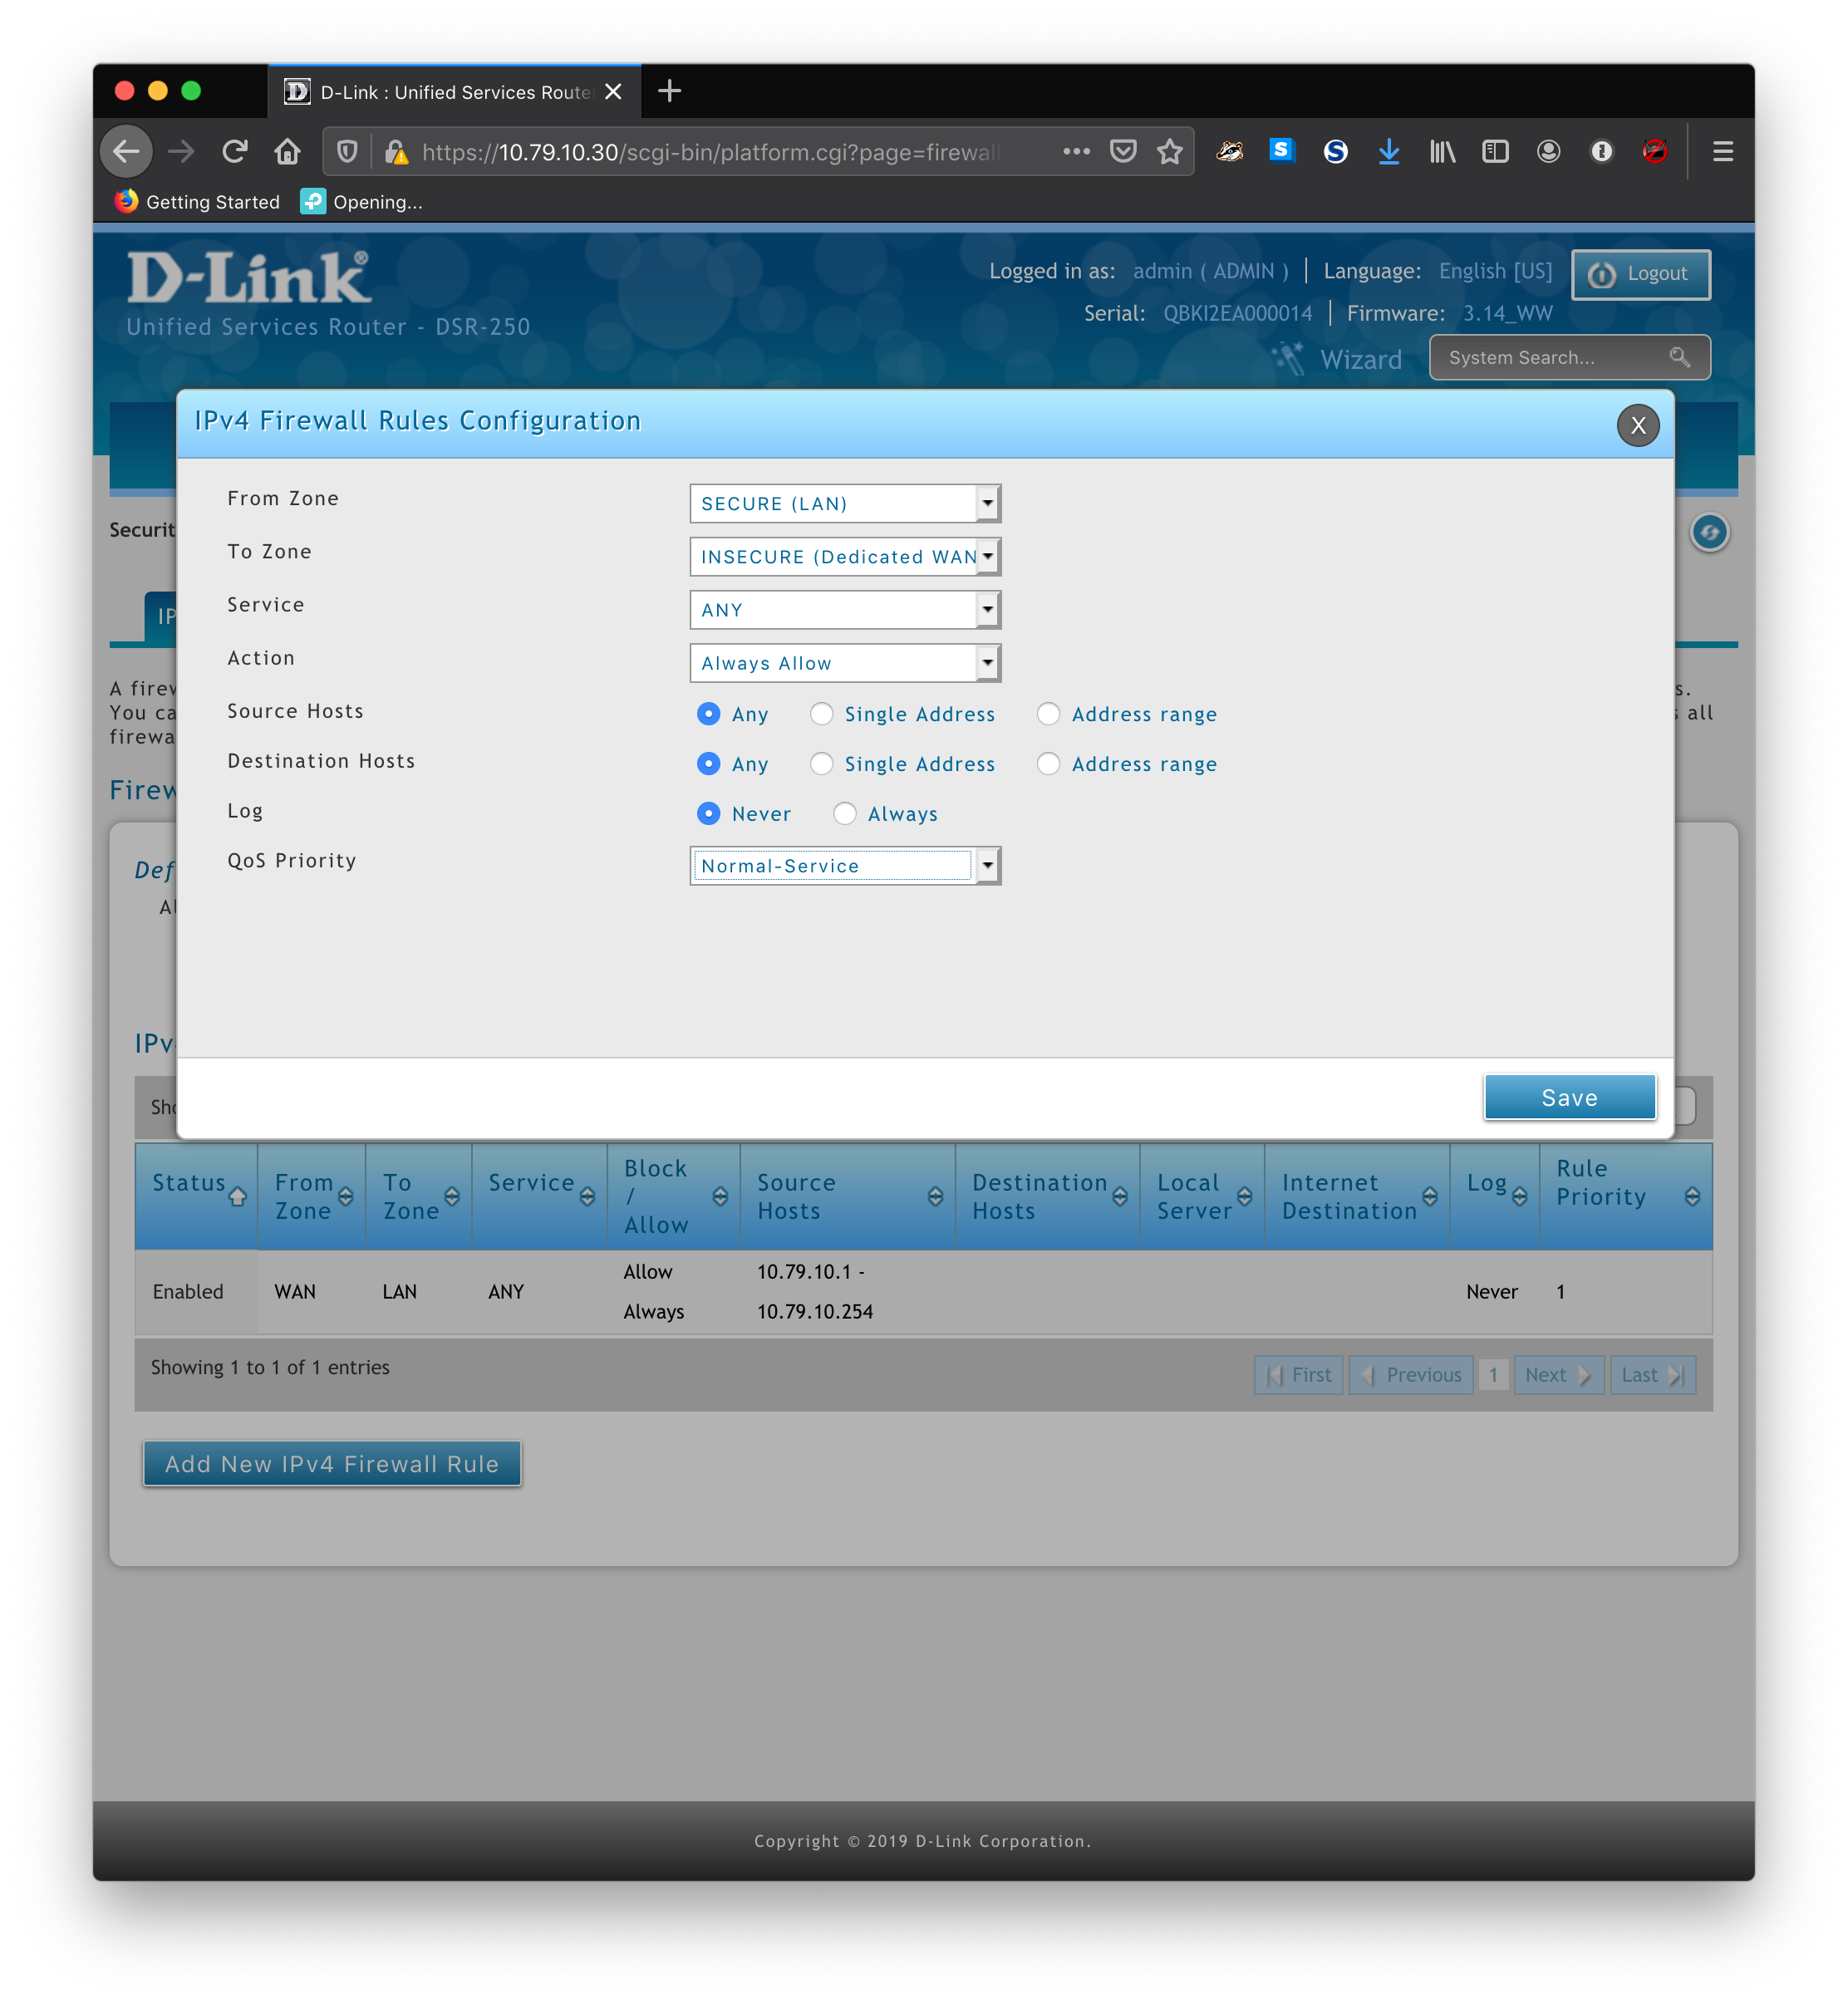 D-Link : Unified Services Route
https://10.79.10.30/scgi-bin/platform.cgi?page=firewall
Getting Started
Opening...
D-Link®
Unified Services Router - DSR-250
Logged in as: admin ( ADMIN ) | Language: English [US]
Logout
Serial: QBKI2EA000014 | Firmware: 3.14_WW
Wizard
System Search...
IPv4 Firewall Rules Configuration
X
From Zone
SECURE (LAN)
To Zone
INSECURE (Dedicated WAN
Service
ANY
Action
Always Allow
Source Hosts
Any Single Address Address range
Destination Hosts
Any Single Address Address range
Log
Never Always
QoS Priority
Normal-Service
Save
Securit
IP
A firew
s.
You ca
all
firewa
Firew
Def
Al
IPv
Sho
Status From Zone To Zone Service Block / Allow Source Hosts Destination Hosts Local Server Internet Destination Log Rule Priority
Enabled WAN LAN ANY Allow Always 10.79.10.1 - 10.79.10.254 Never 1
Showing 1 to 1 of 1 entries
First Previous 1 Next Last
Add New IPv4 Firewall Rule
Copyright © 2019 D-Link Corporation.